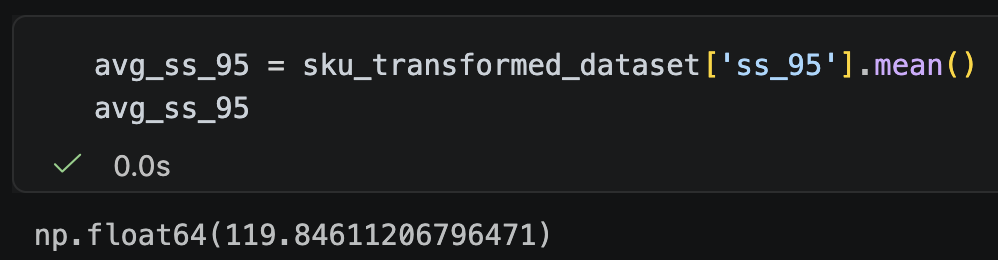 avg_ss_95 = sku_transformed_dataset['ss_95'].mean()
avg_ss_95
0.0s
np.float64(119.84611206796471)